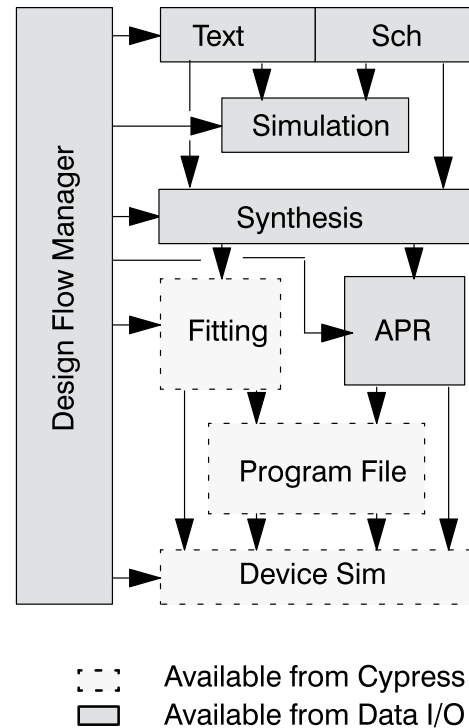 Design Flow Manager
Text Sch
Simulation
Synthesis
Fitting
APR
Program File
Device Sim
Available from Cypress
Available from Data I/O